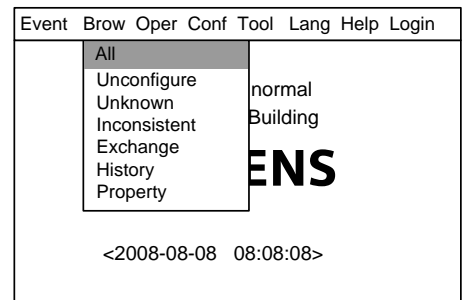 Event Brow Oper Conf Tool Lang Help Login
All
Unconfigure
Unknown
Inconsistent
Exchange
History
Property
normal
Building
ENS
<2008-08-08 08:08:08>